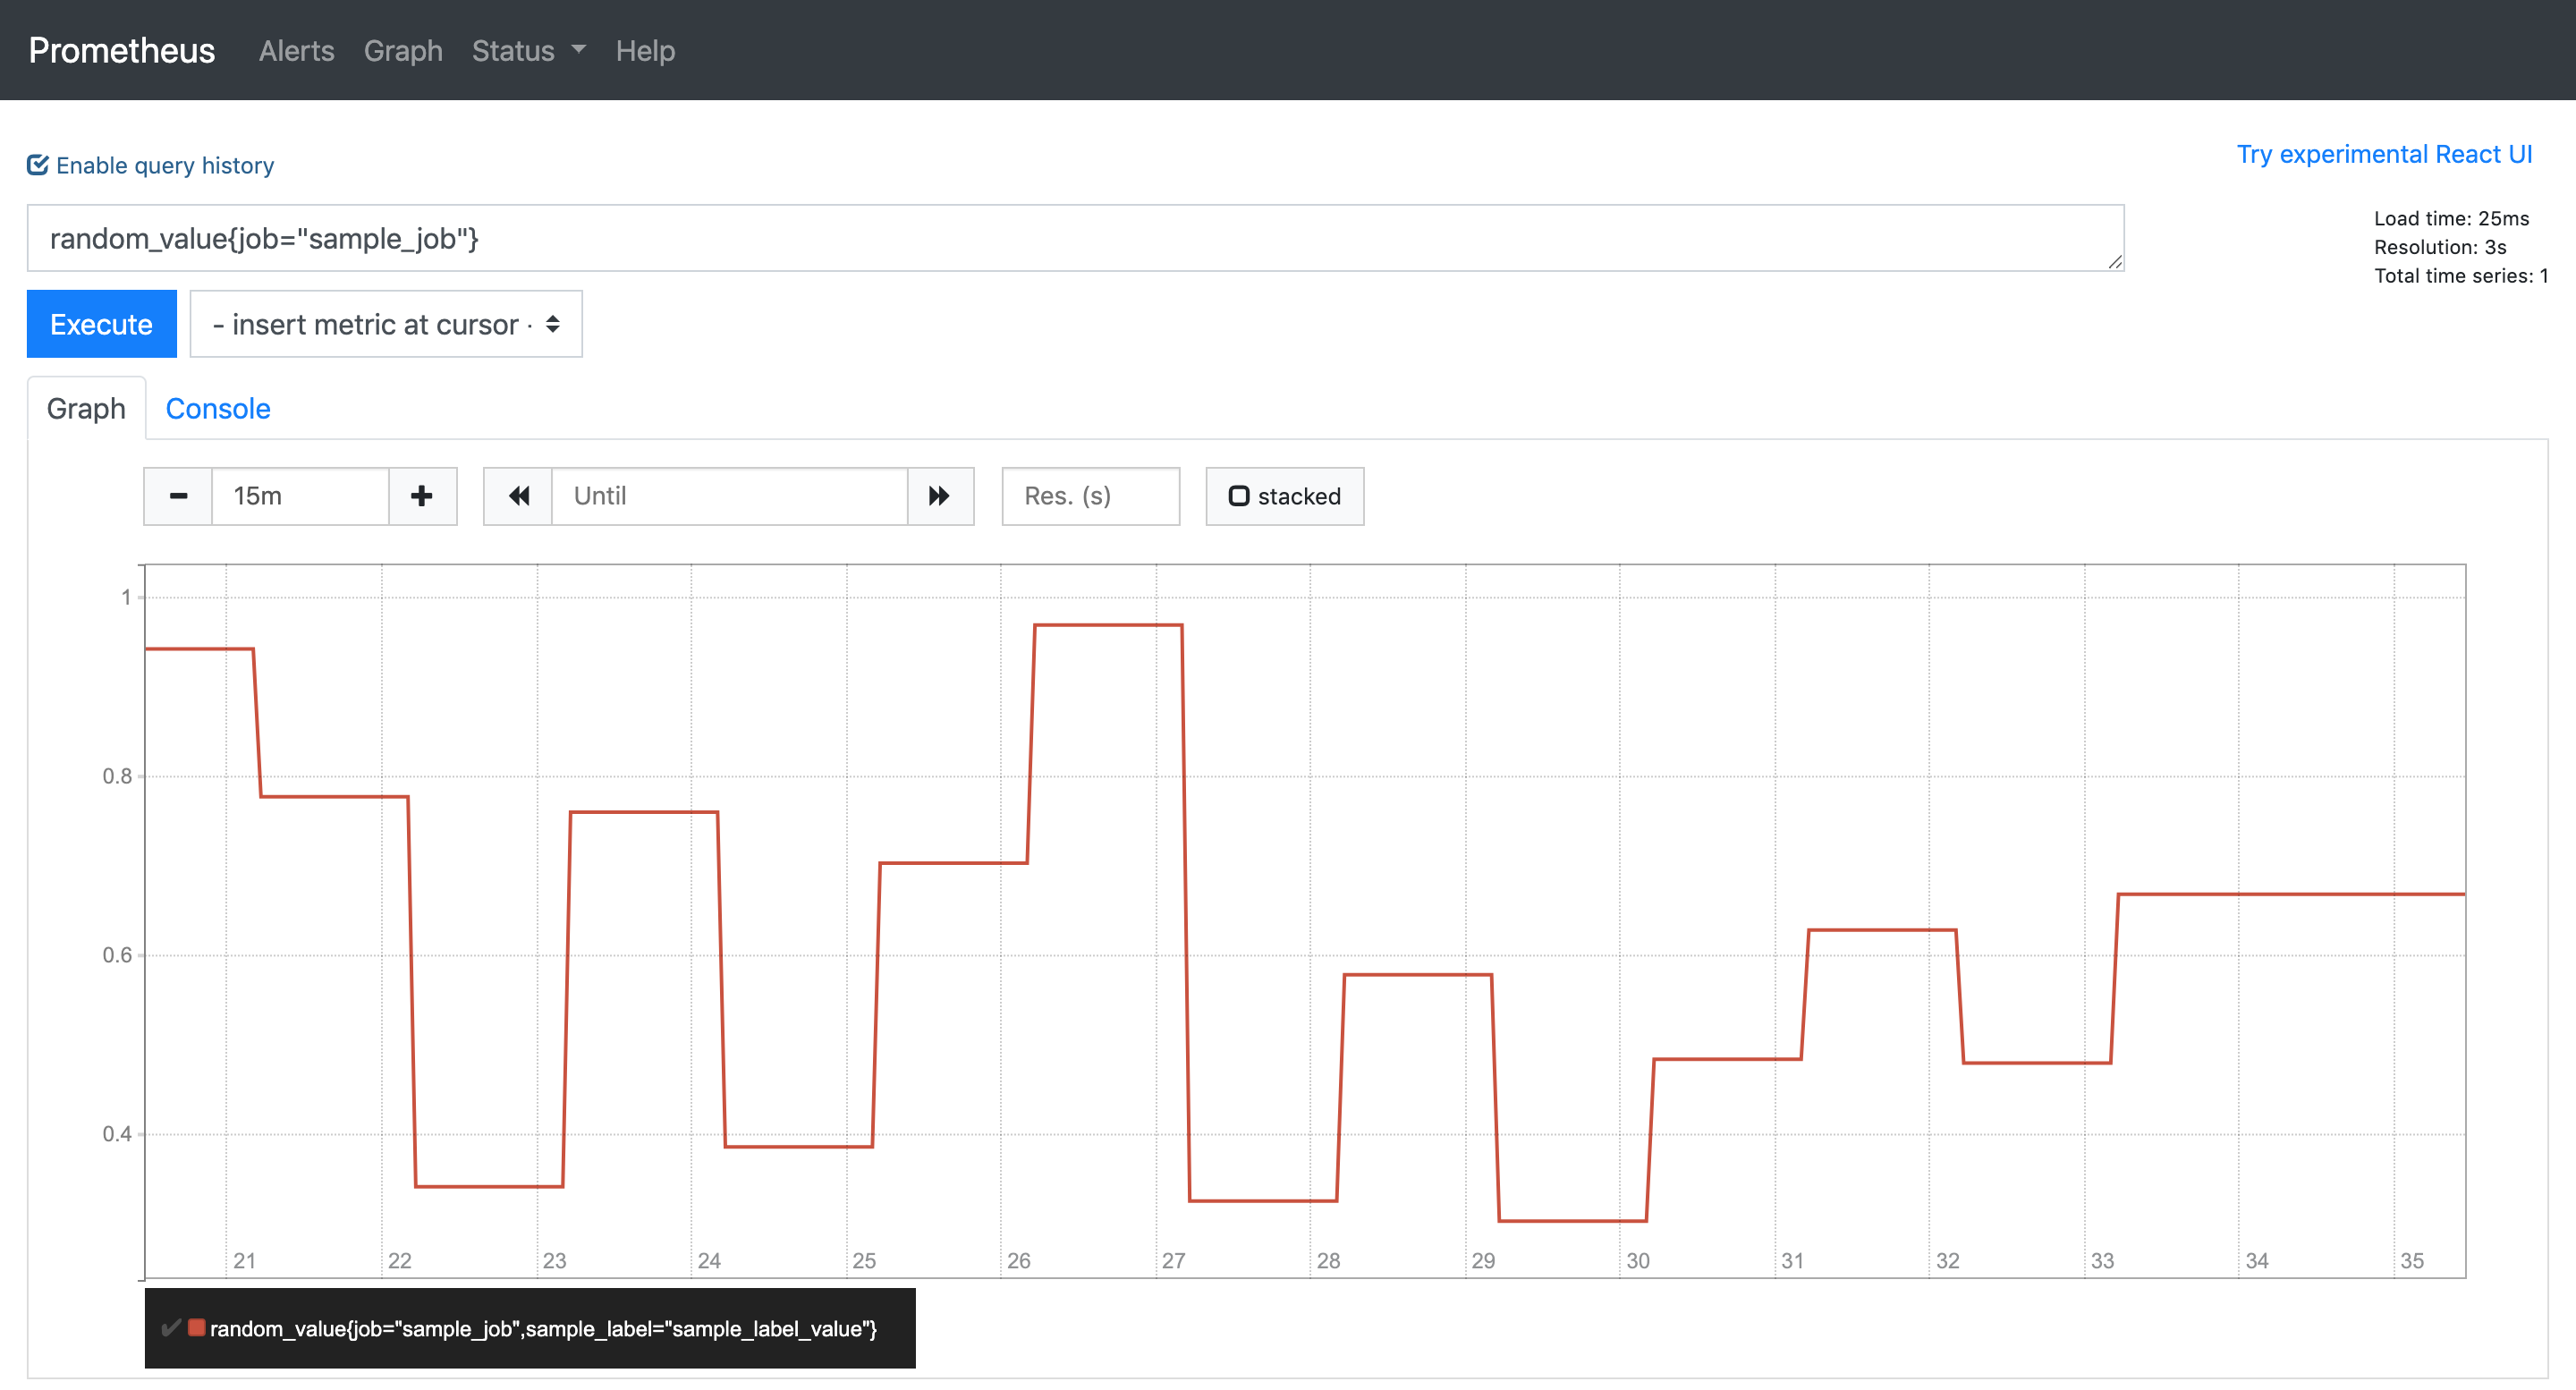 Prometheus Alerts Graph Status Help
Enable query history
Try experimental React UI
random_value{job="sample_job"}
Load time: 25ms
Resolution: 3s
Total time series: 1
Execute
- insert metric at cursor -
Graph Console
15m Until Res. (s) stacked
1
0.8
0.6
0.4
21 22 23 24 25 26 27 28 29 30 31 32 33 34 35
random_value{job="sample_job",sample_label="sample_label_value"}